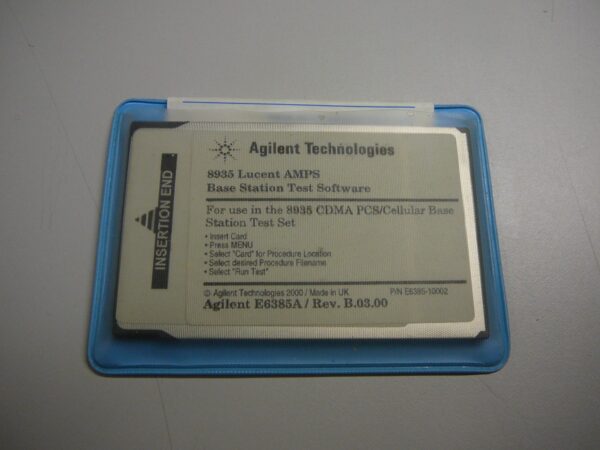 Agilent Technologies
8935 Lucent AMPS
Base Station Test Software
For use in the 8935 CDMA PCS/Cellular Base
Station Test Set
• Insert Card
• Press MENU
• Select "Card" for Procedure Location
• Select desired Procedure Filename
• Select "Run Test"
© Agilent Technologies 2000 / Made in UK P/N E6385-10002
Agilent E6385A / Rev. B.03.00
INSERTION END